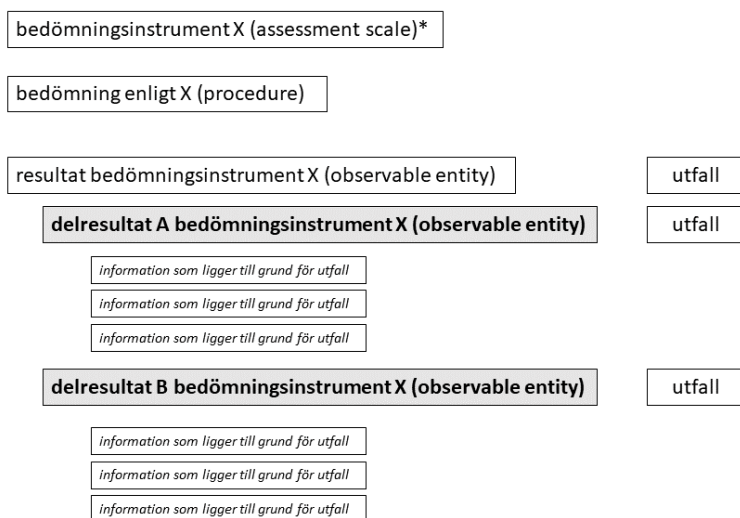 bedömningsinstrument X (assessment scale)*
bedömning enligt X (procedure)
resultat bedömningsinstrument X (observable entity) utfall
delresultat A bedömningsinstrument X (observable entity) utfall
information som ligger till grund för utfall
information som ligger till grund för utfall
information som ligger till grund för utfall
delresultat B bedömningsinstrument X (observable entity) utfall
information som ligger till grund för utfall
information som ligger till grund för utfall
information som ligger till grund för utfall